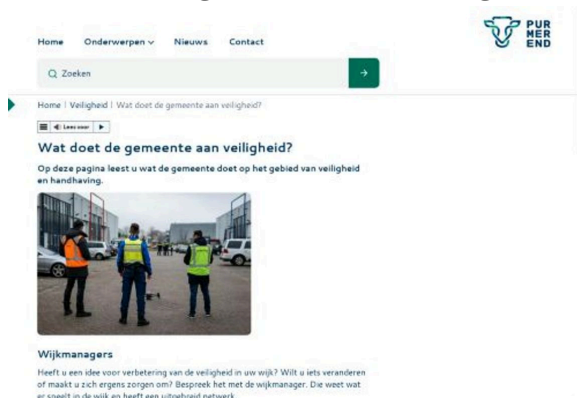 Home Onderwerpen Nieuws Contact
PUR
MER
END
Zoeken
Home | Veiligheid | Wat doet de gemeente aan veiligheid?
Lees voor
Wat doet de gemeente aan veiligheid?
Op deze pagina leest u wat de gemeente doet op het gebied van veiligheid
en handhaving.
Wijkmanagers
Heeft u een idee voor verbetering van de veiligheid in uw wijk? Wilt u iets veranderen
of maakt u zich ergens zorgen om? Bespreek het met de wijkmanager. Die weet wat
er speelt in de wijk en heeft een uitgebreid netwerk